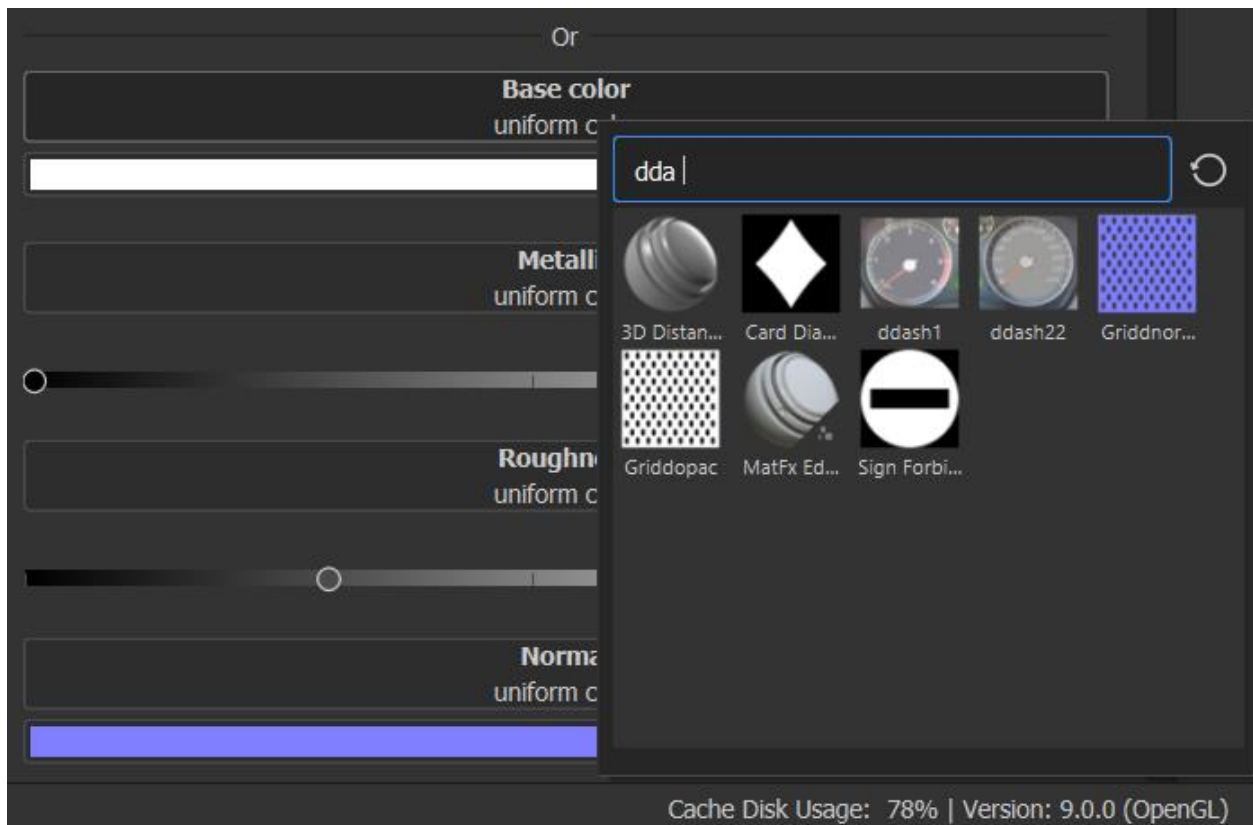 Or
Base color
uniform c
dda
Metalli
uniform c
3D Distan... Card Dia... ddash1 ddash22 Griddnor...
Roughn
uniform c
Griddopac MatFx Ed... Sign Forbi...
Norma
uniform c
Cache Disk Usage: 78% | Version: 9.0.0 (OpenGL)